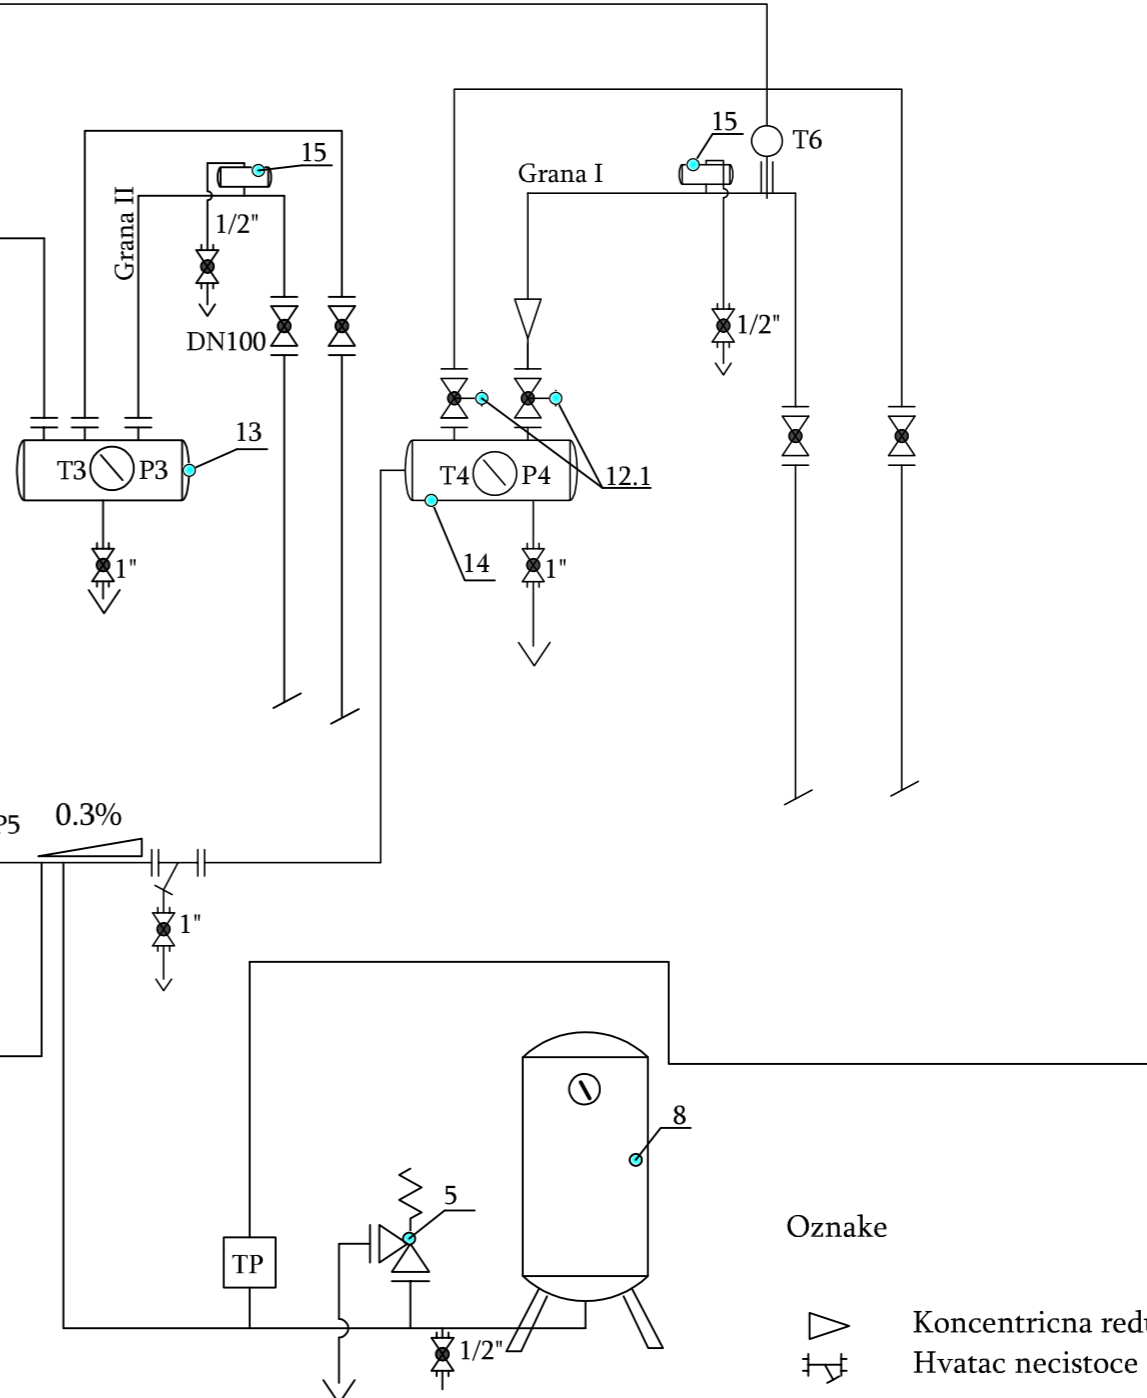 15
T6
15
Grana I
Grana II
1/2"
1/2"
DN100
13
T3
P3
T4
P4
12.1
14
1"
1"
P5
0.3%
1"
8
5
Oznake
TP
Koncentricna
1/2"
Hvatac necistoce